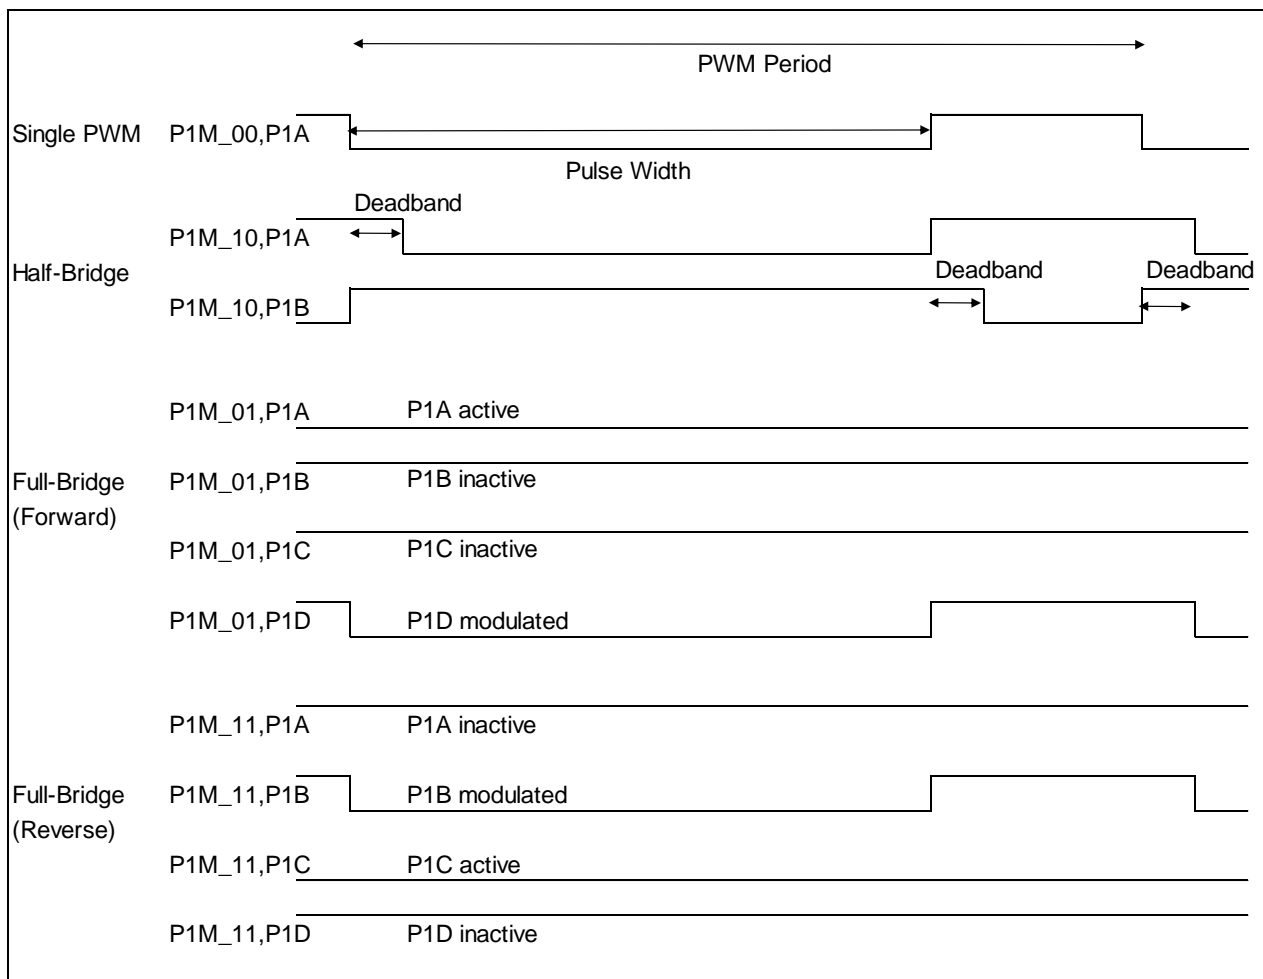 PWM Period
Single PWM P1M_00,P1A
Pulse Width
Deadband
P1M_10,P1A
Half-Bridge
Deadband Deadband
P1M_10,P1B
P1M_01,P1A P1A active
Full-Bridge P1M_01,P1B P1B inactive
(Forward)
P1M_01,P1C P1C inactive
P1M_01,P1D P1D modulated
P1M_11,P1A P1A inactive
Full-Bridge P1M_11,P1B P1B modulated
(Reverse)
P1M_11,P1C P1C active
P1M_11,P1D P1D inactive